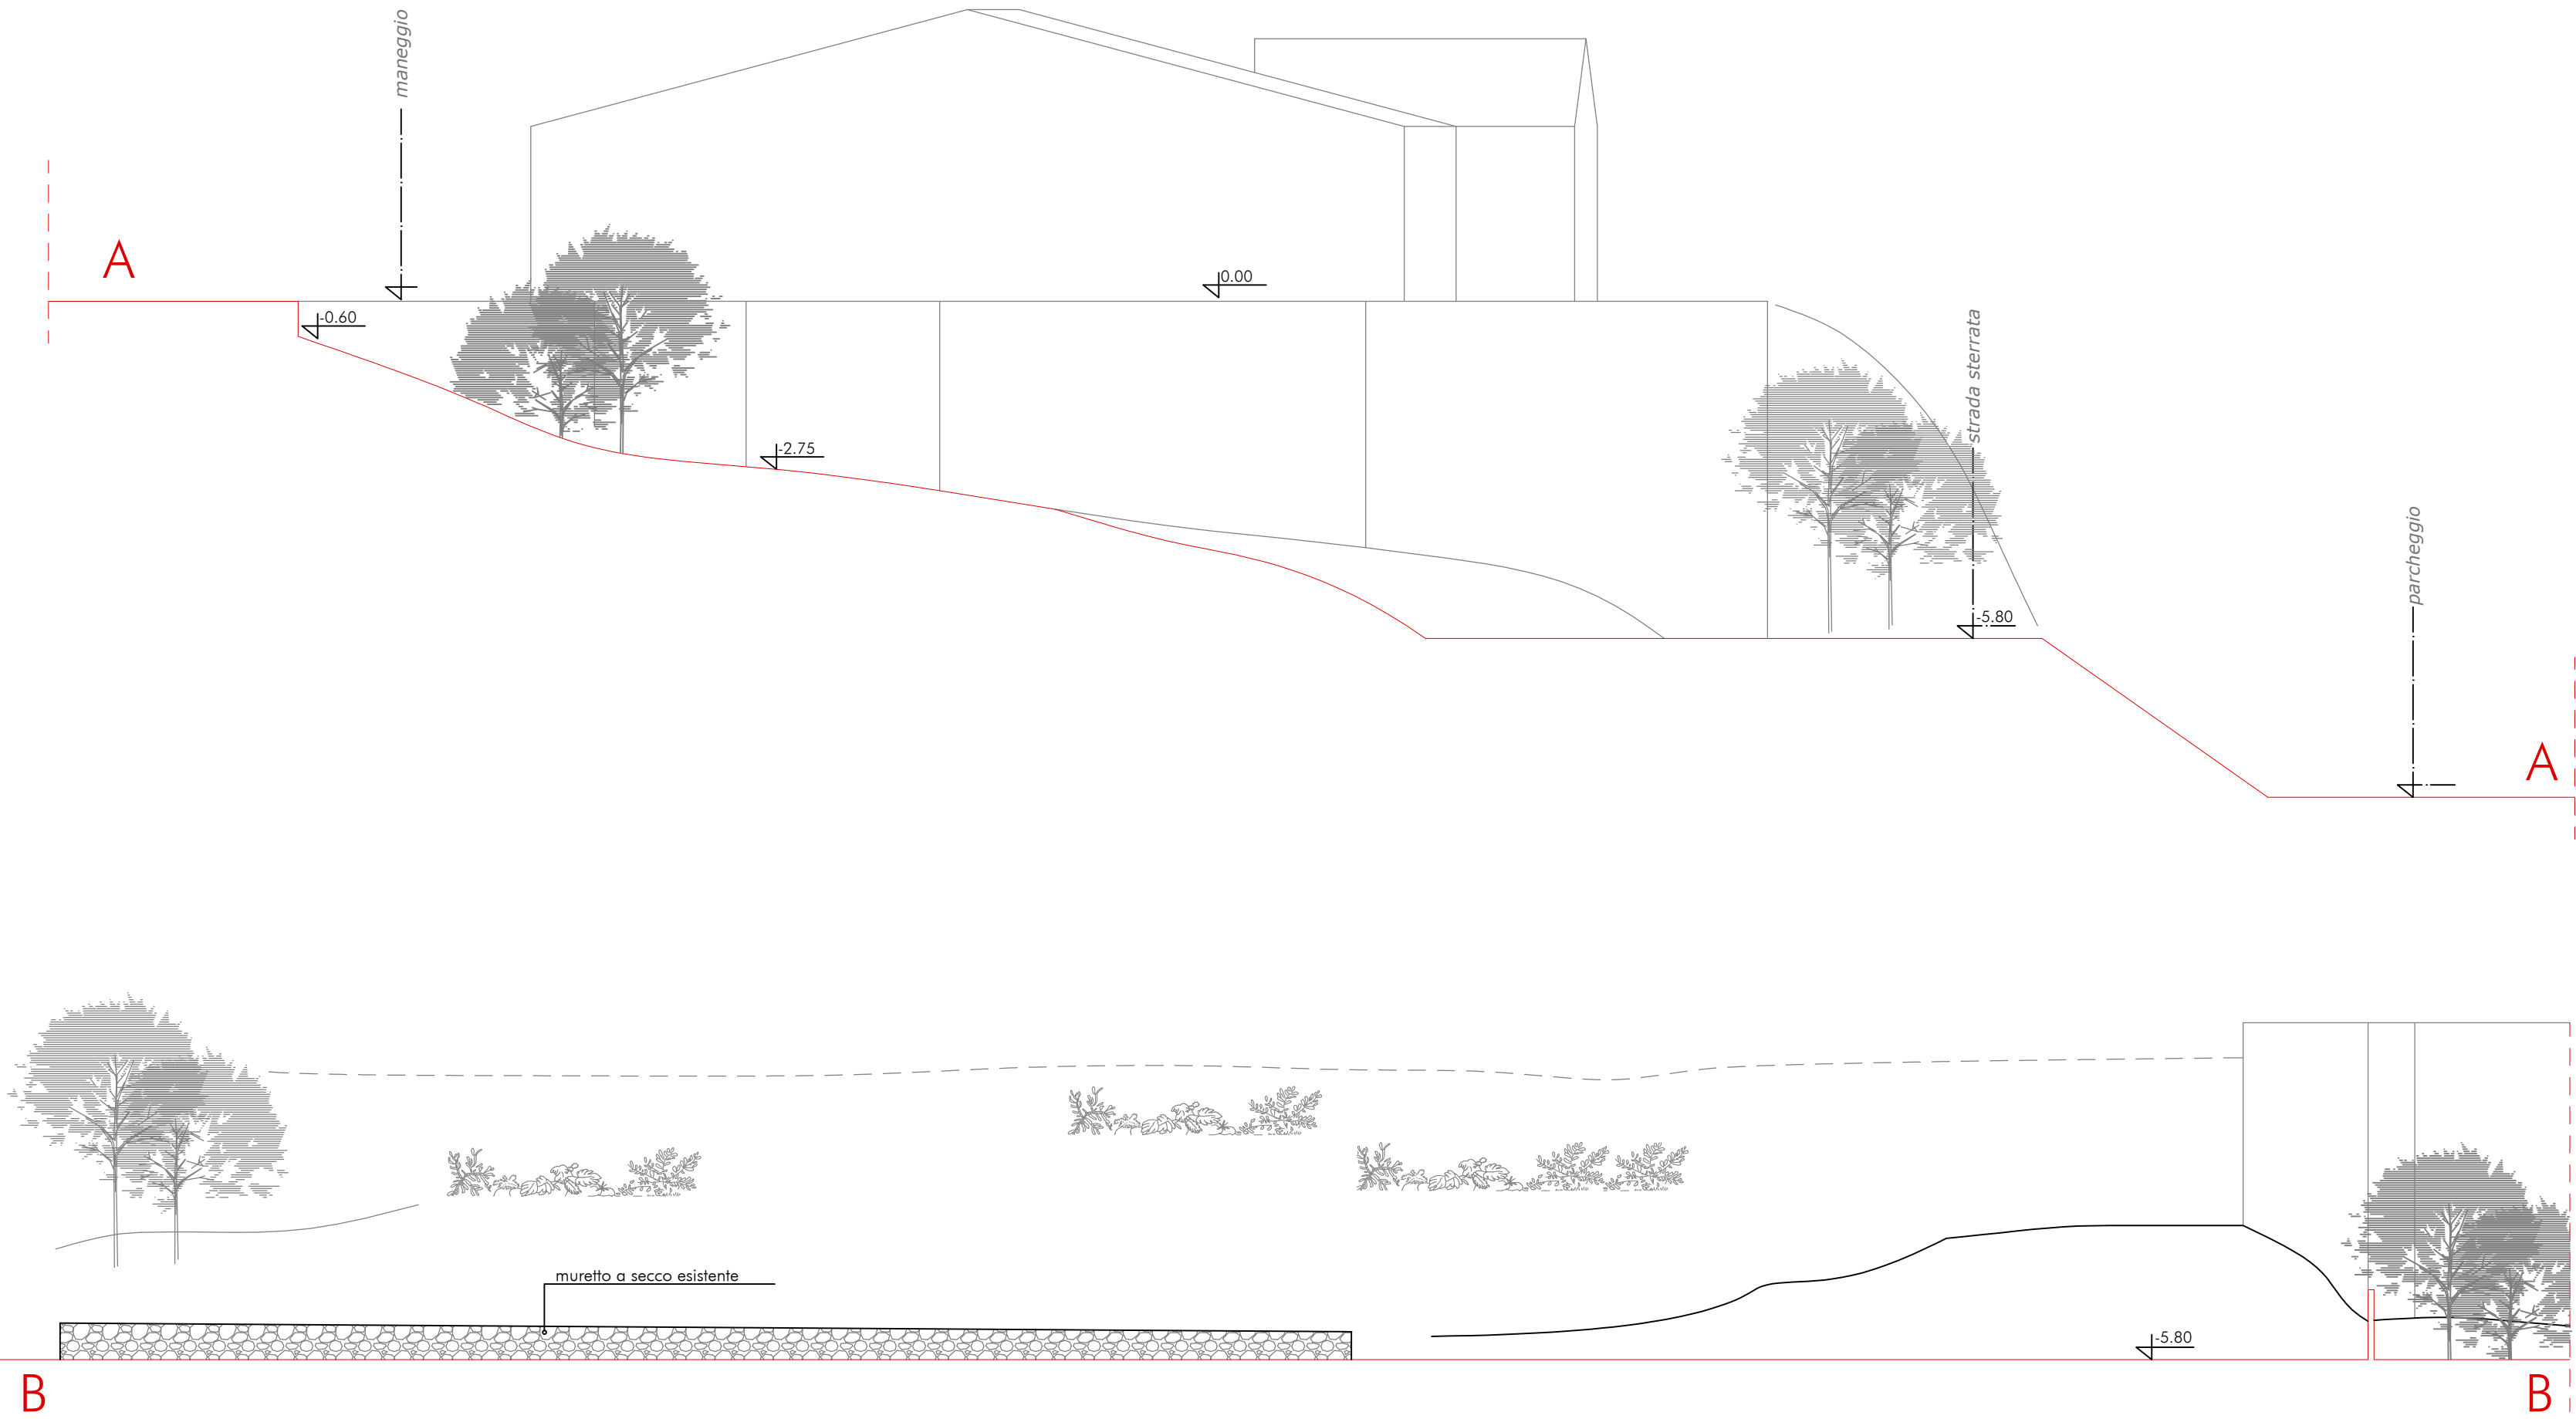 maneggio
A
0.00
-0.60
strada sterrata
-2.75
parcheggio
-5.80
A
muretto a secco esistente
-5.80
B
B